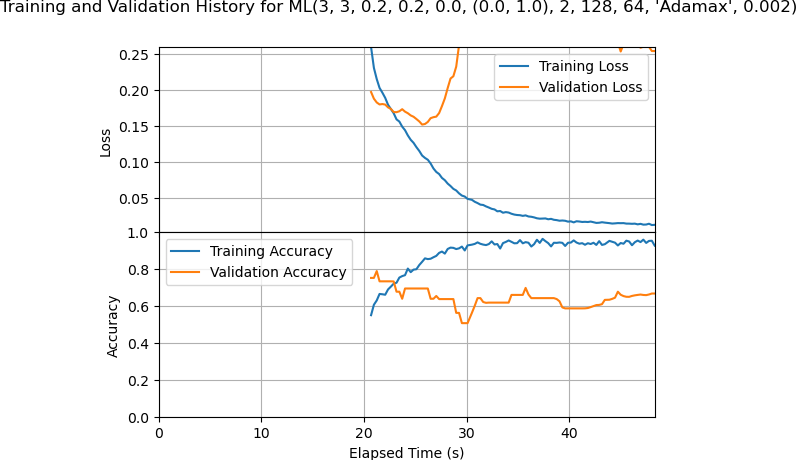 Training and Validation History for ML(3, 3, 0.2, 0.2, 0.0, (0.0, 1.0), 2, 128, 64, 'Adamax', 0.002)
0.25
0.20
0.15
0.10
0.05
Loss
Training Loss
Validation Loss
1.0
0.8
0.6
0.4
0.2
0.0
Accuracy
Training Accuracy
Validation Accuracy
0
10
20
30
40
Elapsed Time (s)